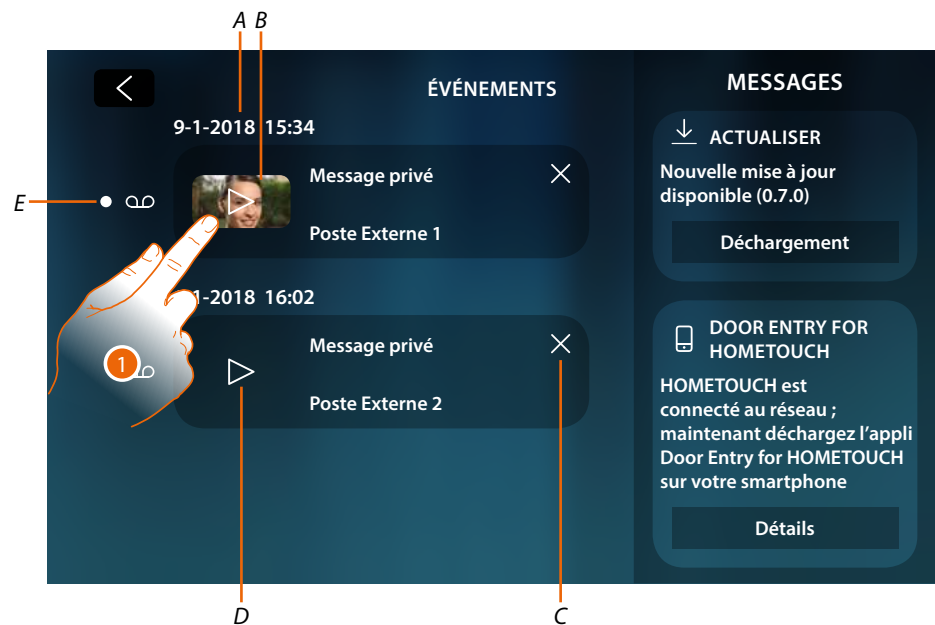 A B
ÉVÉNEMENTS
9-1-2018 15:34
Message privé
Poste Externe 1
E
1-2018 16:02
1
Message privé
Poste Externe 2
D
C
MESSAGES
ACTUALISER
Nouvelle mise à jour
disponible (0.7.0)
Déchargement
DOOR ENTRY FOR
HOMETOUCH
HOMETOUCH est
connecté au réseau ;
maintenant déchargez l’appli
Door Entry for HOMETOUCH
sur votre smartphone
Détails